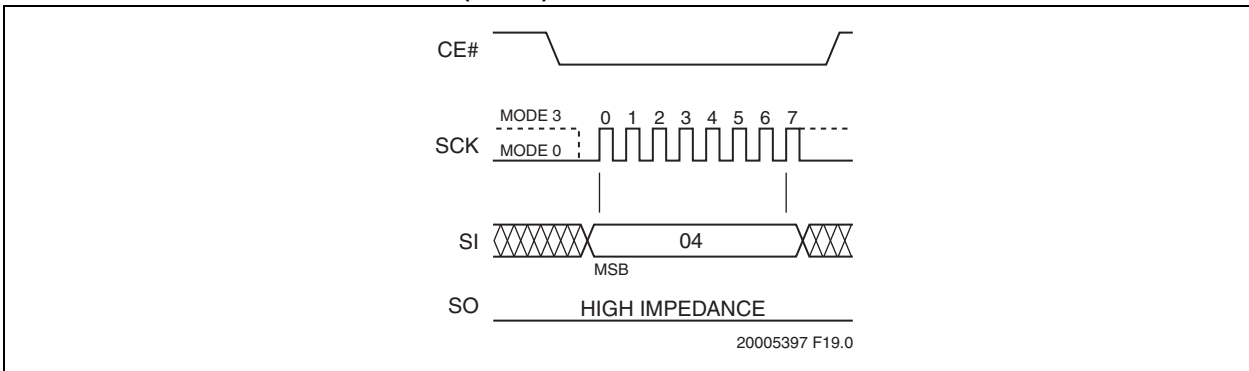 CE#
MODE 3
0 1 2 3 4 5 6 7
SCK
MODE 0
SI
04
MSB
SO
HIGH IMPEDANCE
20005397 F19.0